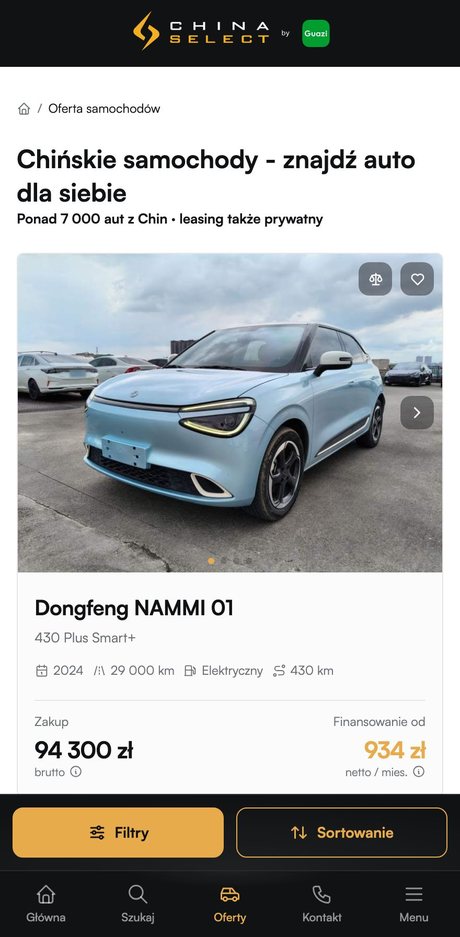 CHINA
SELECT
by
Guazi
/ Oferta samochodów
Chińskie samochody - znajdź auto
dla siebie
Ponad 7 000 aut z Chin · leasing także prywatny
Dongfeng NAMMI 01
430 Plus Smart+
2024 29 000 km Elektryczny 430 km
Zakup Finansowanie od
94 300 zł 934 zł
brutto netto / mies.
Filtry Sortowanie
Główna Szukaj Oferty Kontakt Menu